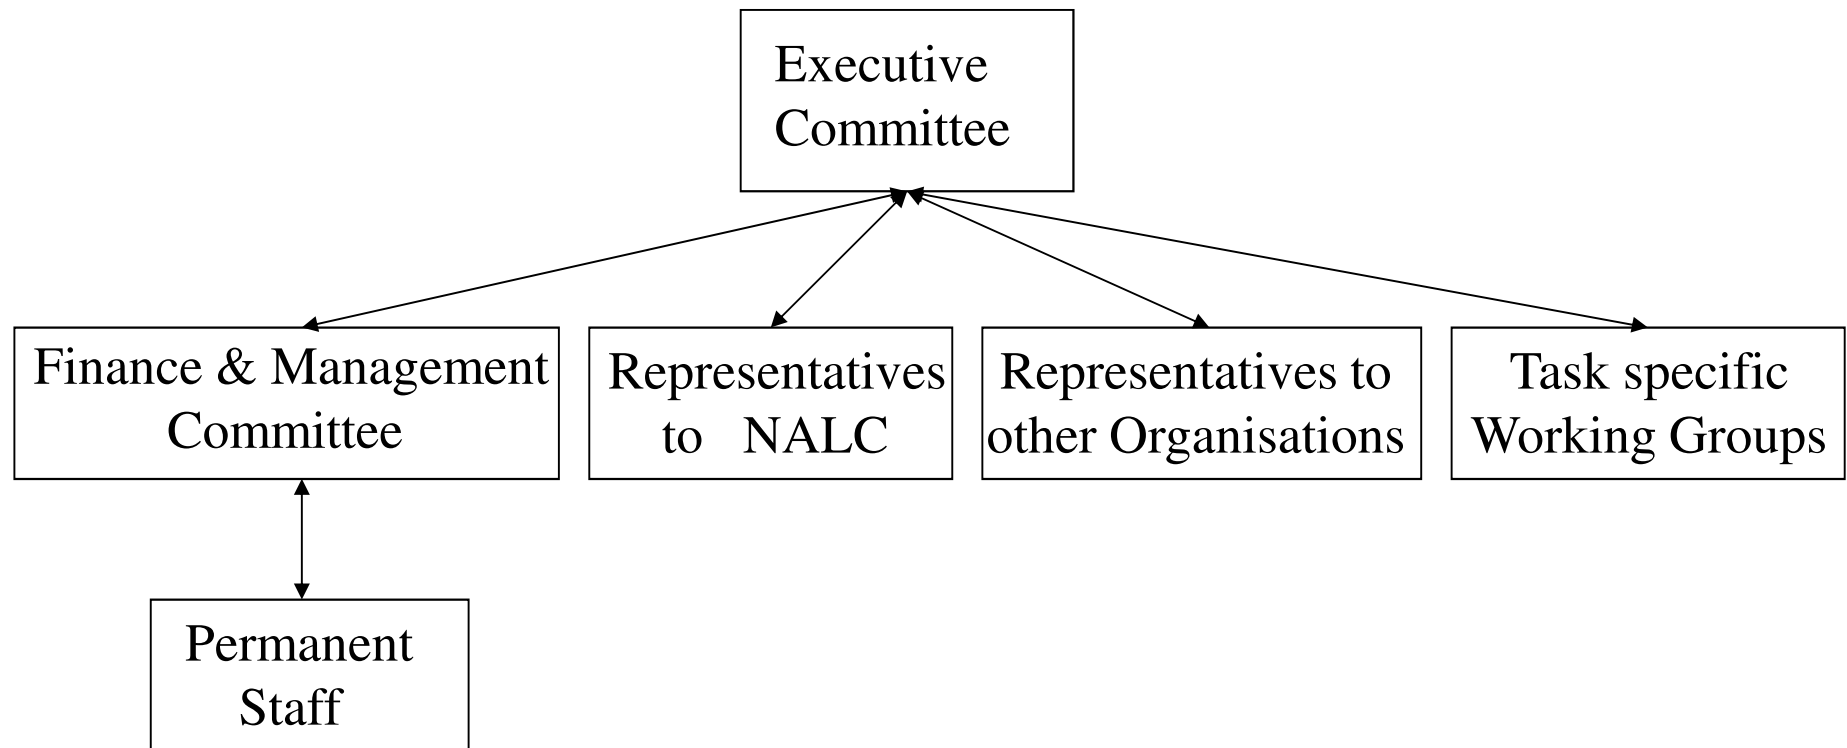 Executive
Committee
Finance & Management
Committee
Representatives
to NALC
Representatives to
other Organisations
Task specific
Working Groups
Permanent
Staff